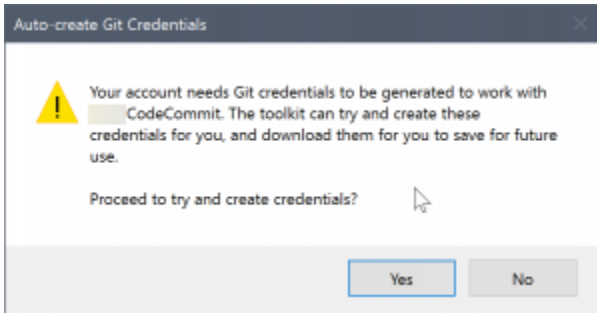 Auto-create Git Credentials
Your account needs Git credentials to be generated to work with
CodeCommit. The toolkit can try and create these
credentials for you, and download them for you to save for future
use.
Proceed to try and create credentials?
Yes
No